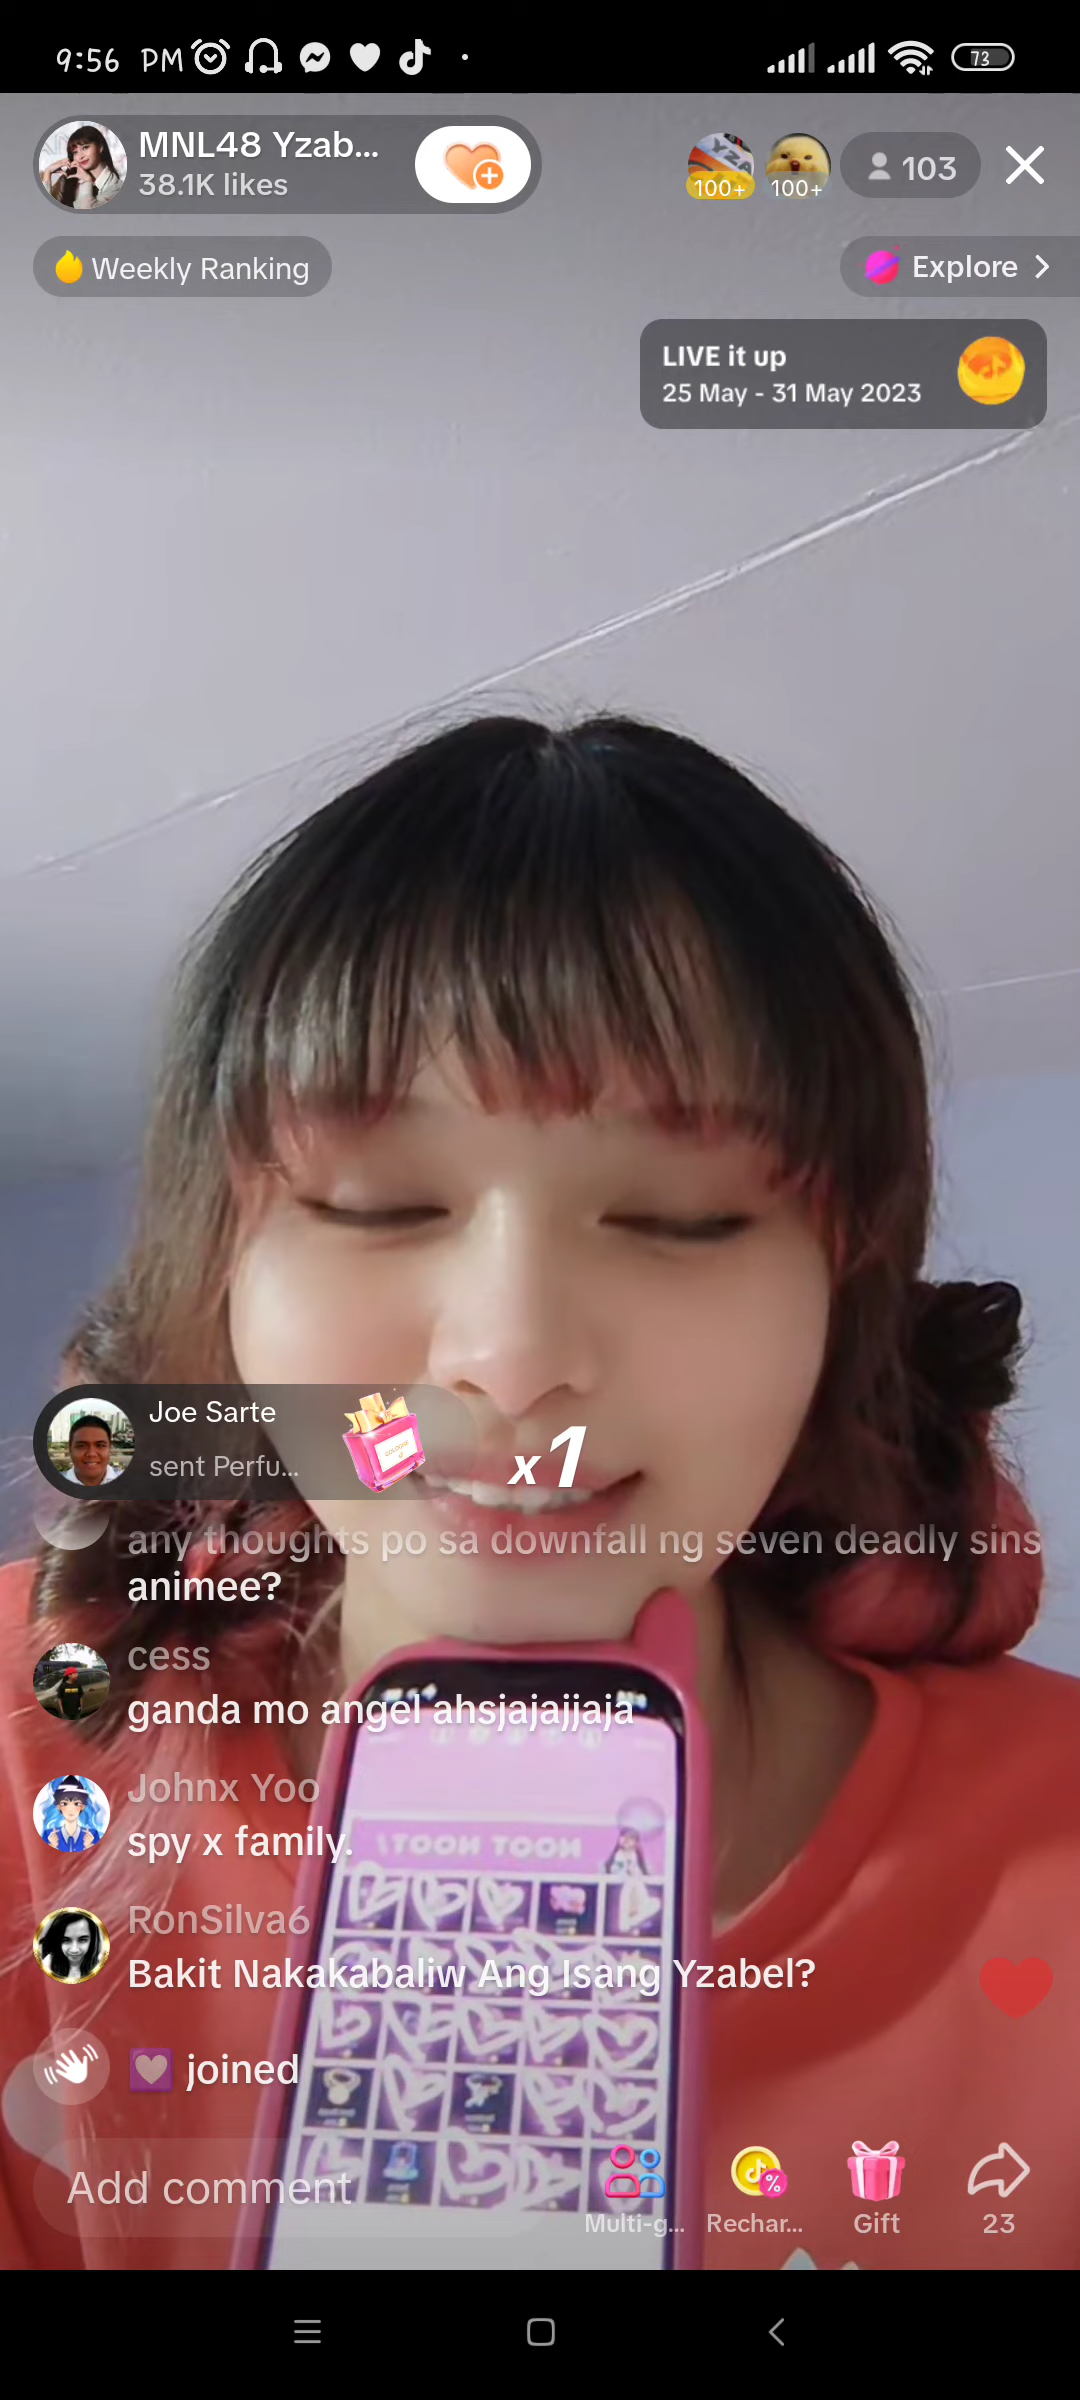 9:56 PM
73
MNL48 Yzab...
38.1K likes
100+
100+
103
Weekly Ranking
Explore
LIVE it up
25 May - 31 May 2023
Joe Sarte
sent Perfu...
x1
any thoughts po sa downfall ng seven deadly sins
animee?
cess
ganda mo angel ahsjajajjaja
Johnx Yoo
spy x family.
RonSilva6
Bakit Nakakabaliw Ang Isang Yzabel?
💜 joined
Add comment
Multi-g...
Rechar...
Gift
23